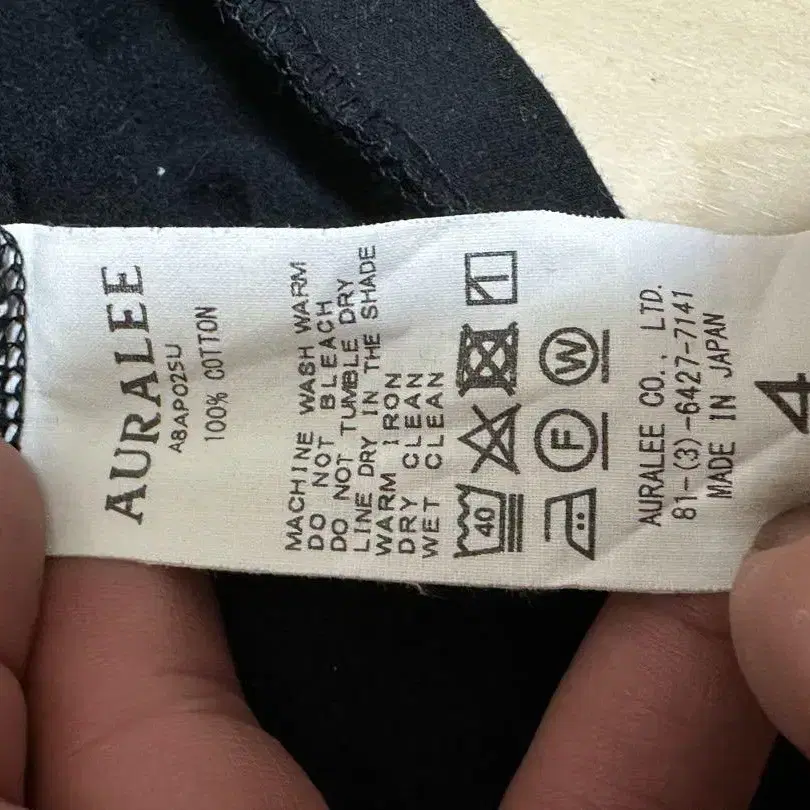 AURALEE
A8AP02SU
100% COTTON
MACHINE WASH WARM
DO NOT BLEACH
DO NOT TUMBLE DRY
LINE DRY IN THE SHADE
WARM IRON
DRY CLEAN
WET CLEAN
40
F
W
AURALEE CO., LTD.
81-(3)-6427-7141
MADE IN JAPAN
4